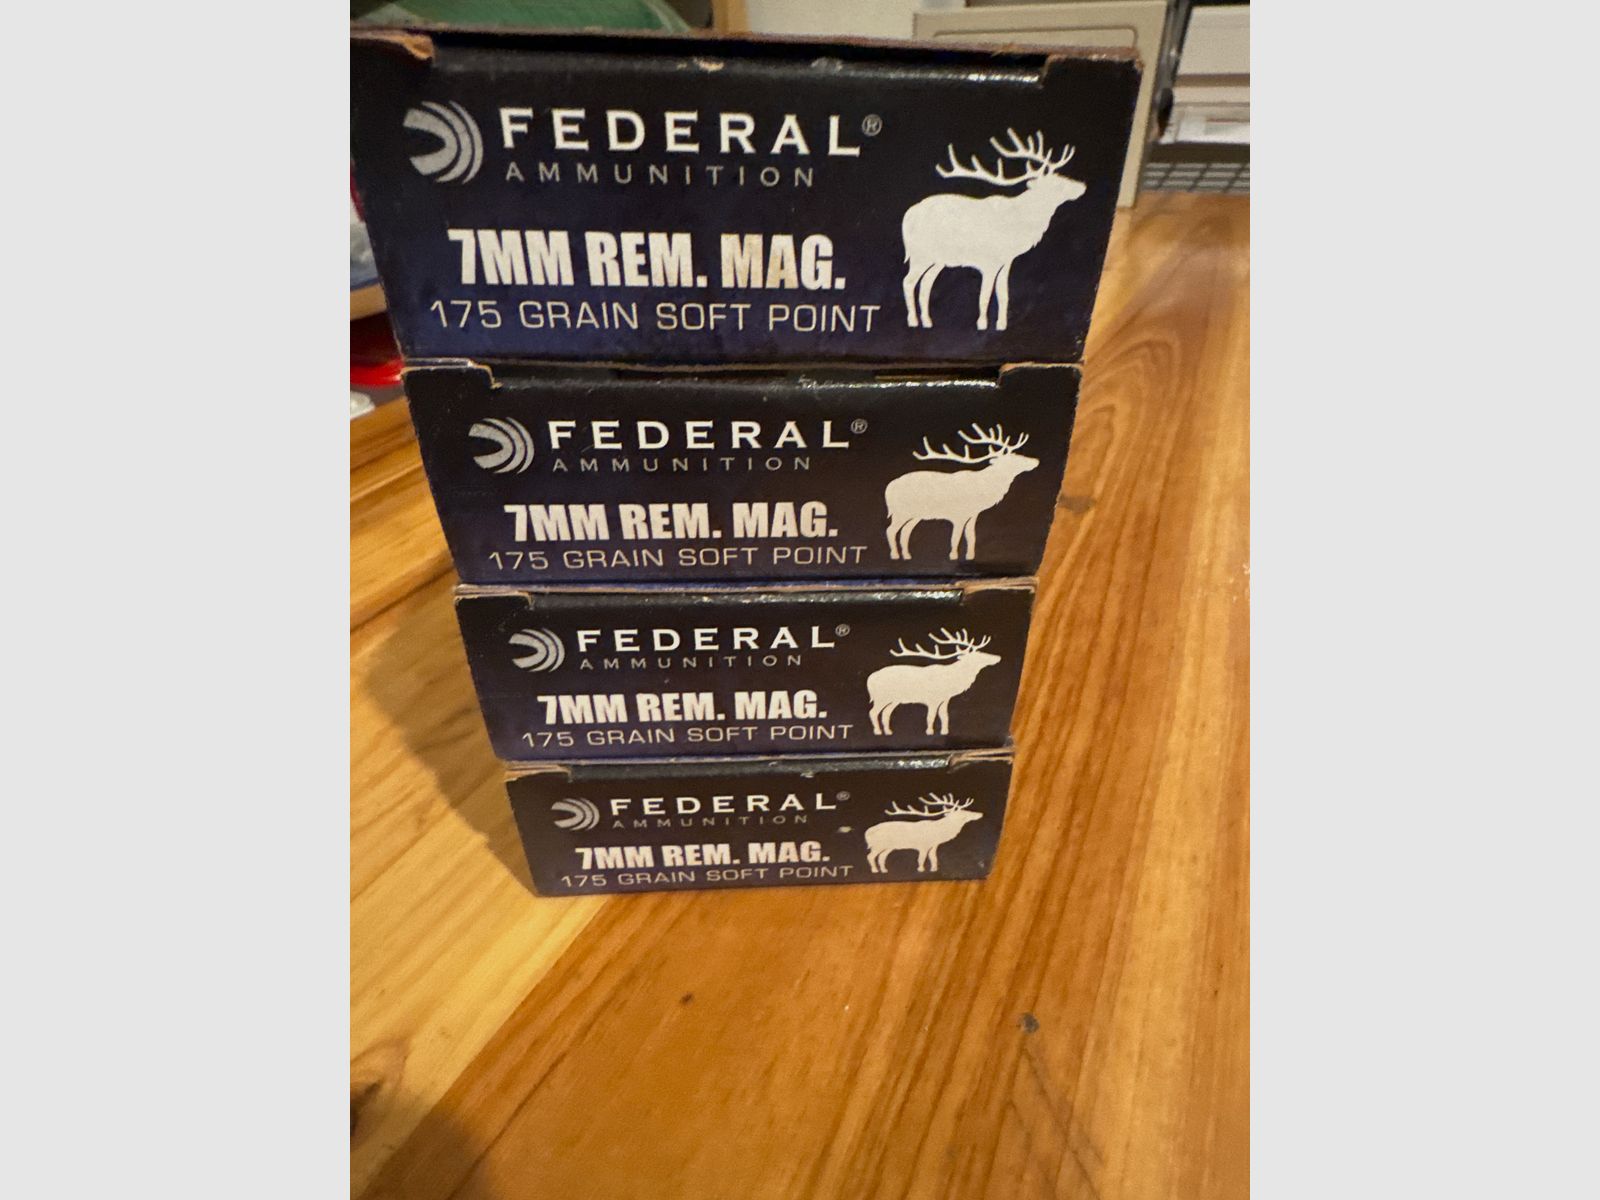 FEDERAL®
AMMUNITION
7MM REM. MAG.
175 GRAIN SOFT POINT
FEDERAL®
AMMUNITION
7MM REM. MAG.
175 GRAIN SOFT POINT
FEDERAL®
AMMUNITION
7MM REM. MAG.
175 GRAIN SOFT POINT
FEDERAL®
AMMUNITION
7MM REM. MAG.
175 GRAIN SOFT POINT